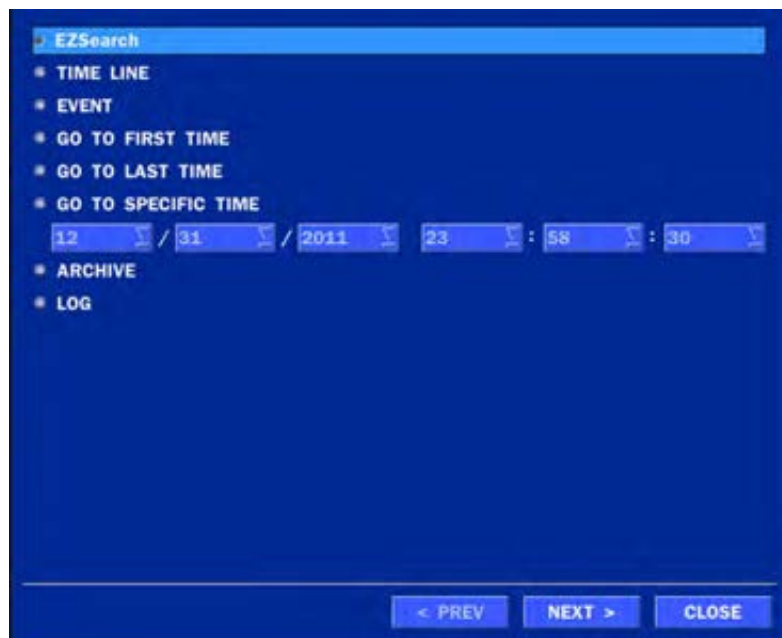 EZSearch
TIME LINE
EVENT
GO TO FIRST TIME
GO TO LAST TIME
GO TO SPECIFIC TIME
12 / 31 / 2011 23 : 58 : 30
ARCHIVE
LOG
< PREV NEXT > CLOSE